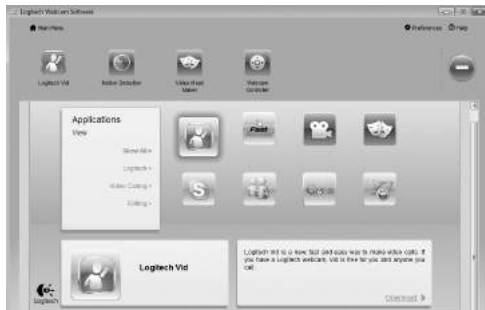 Logitech Webcam Software
Main Menu
Preferences
Help
Logitech Vid
Motion Detection
Video Mask
Maker
Webcam
Controller
Applications
View
Show All
Logitech
Video Calling
Editing
Fast
S
Logitech Vid
Logitech Vid is a new fast and easy way to make video calls. If
you have a Logitech webcam, vid is free for you and anyone you
call.
Download
Logitech